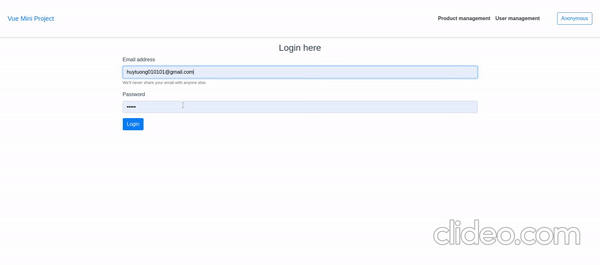 Vue Mini Project
Product management User management Anonymous
Login here
Email address
huytuong010101@gmail.com
We'll never share your email with anyone else.
Password
•••••
Login
clideo.com